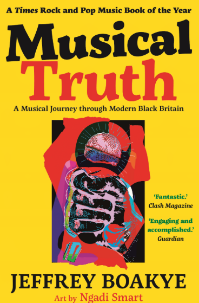 A Times Rock and Pop Music Book of the Year
Musical
Truth
A Musical Journey through Modern Black Britain
‘Fantastic.’
Clash Magazine
‘Engaging and
accomplished.’
Guardian
JEFFREY BOAKYE
Art by Ngadi Smart